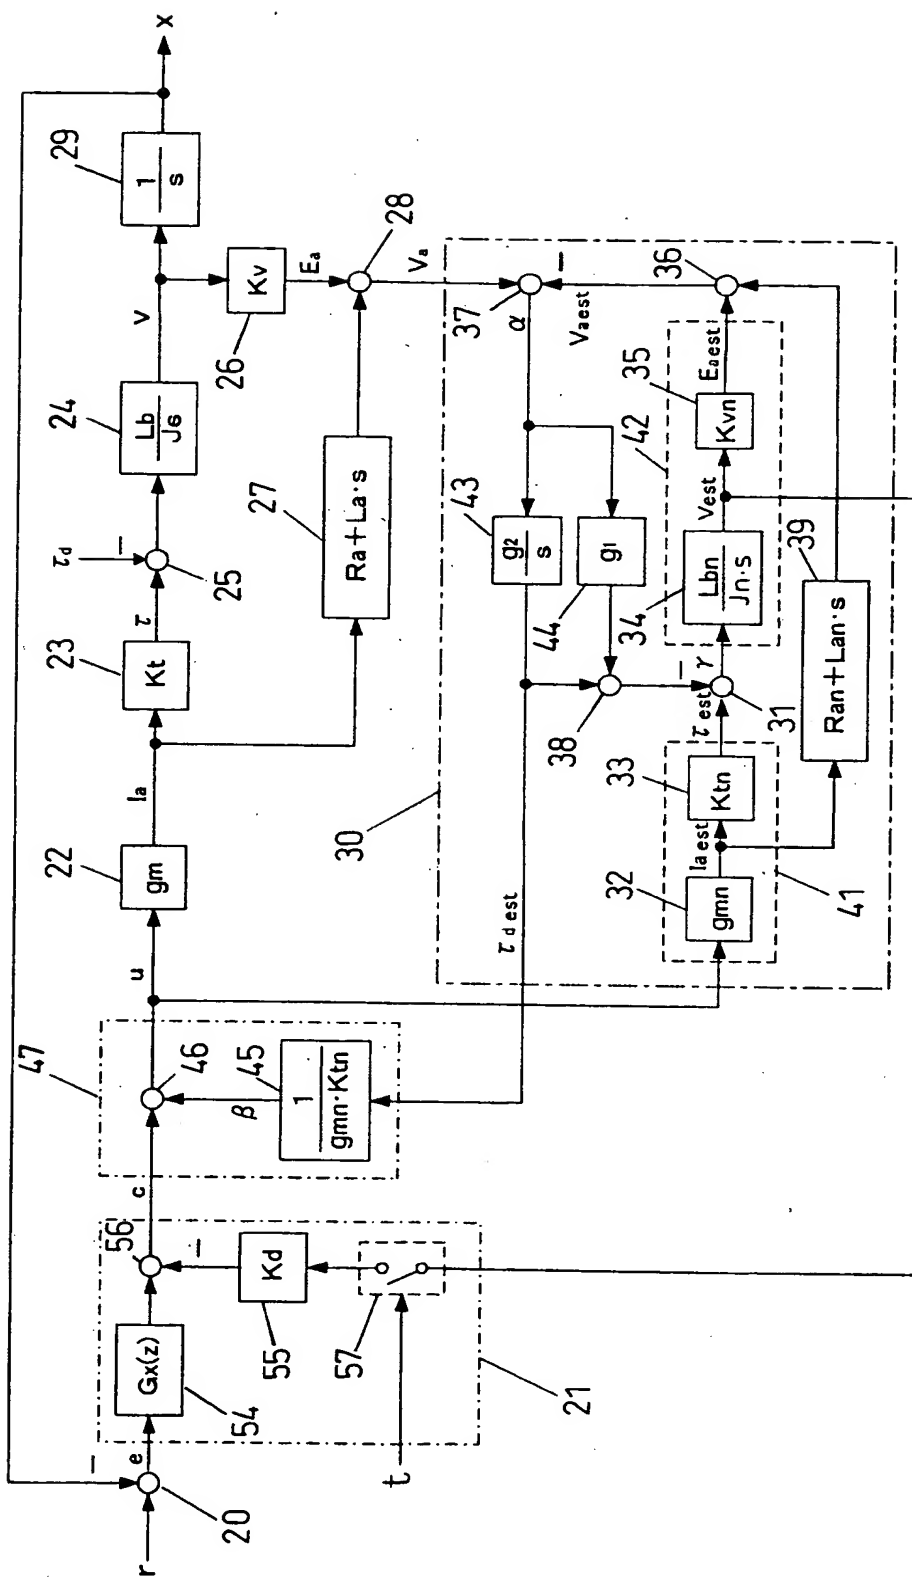 r
20
e
−
Gx(z)
54
56
−
Kd
55
57
t
21
c
47
46
β
45
1
gmn·Ktn
u
22
gm
Ia
23
Kt
τ
τd
−
25
24
Lb
Js
V
29
1
s
x
Kv
26
Ea
28
Va
27
Ra+La·s
30
τdest
37
α
−
Vaest
36
43
g2
s
g1
44
38
−
32
gmn
Iaest
33
Ktn
41
τest
31
γ
34
Lbn
Jn·s
Vest
42
35
Kvn
Eaest
39
Ran+Lan·s